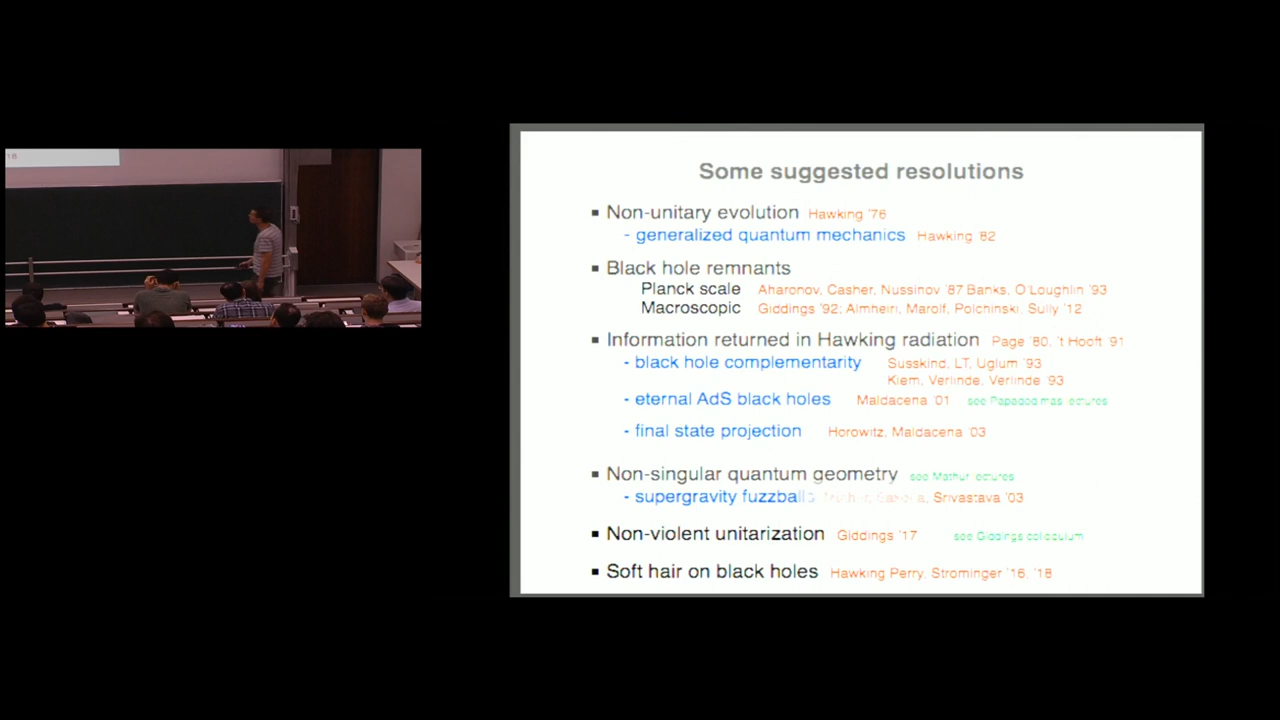 Some suggested resolutions
▪ Non-unitary evolution Hawking '76
- generalized quantum mechanics Hawking '82
▪ Black hole remnants
Planck scale Aharonov, Casher, Nussinov '87 Banks, O'Loughlin '93
Macroscopic Giddings '92; Almheiri, Marolf, Polchinski, Sully '12
▪ Information returned in Hawking radiation Page '80, 't Hooft '91
- black hole complementarity Susskind, LT, Uglum '93
Kiem, Verlinde, Verlinde '93
- eternal AdS black holes Maldacena '01 see Papadodimas lectures
- final state projection Horowitz, Maldacena '03
▪ Non-singular quantum geometry see Mathur lectures
- supergravity fuzzballs Srivastava '03
▪ Non-violent unitarization Giddings '17 see Giddings colloquium
▪ Soft hair on black holes Hawking Perry, Strominger '16, '18